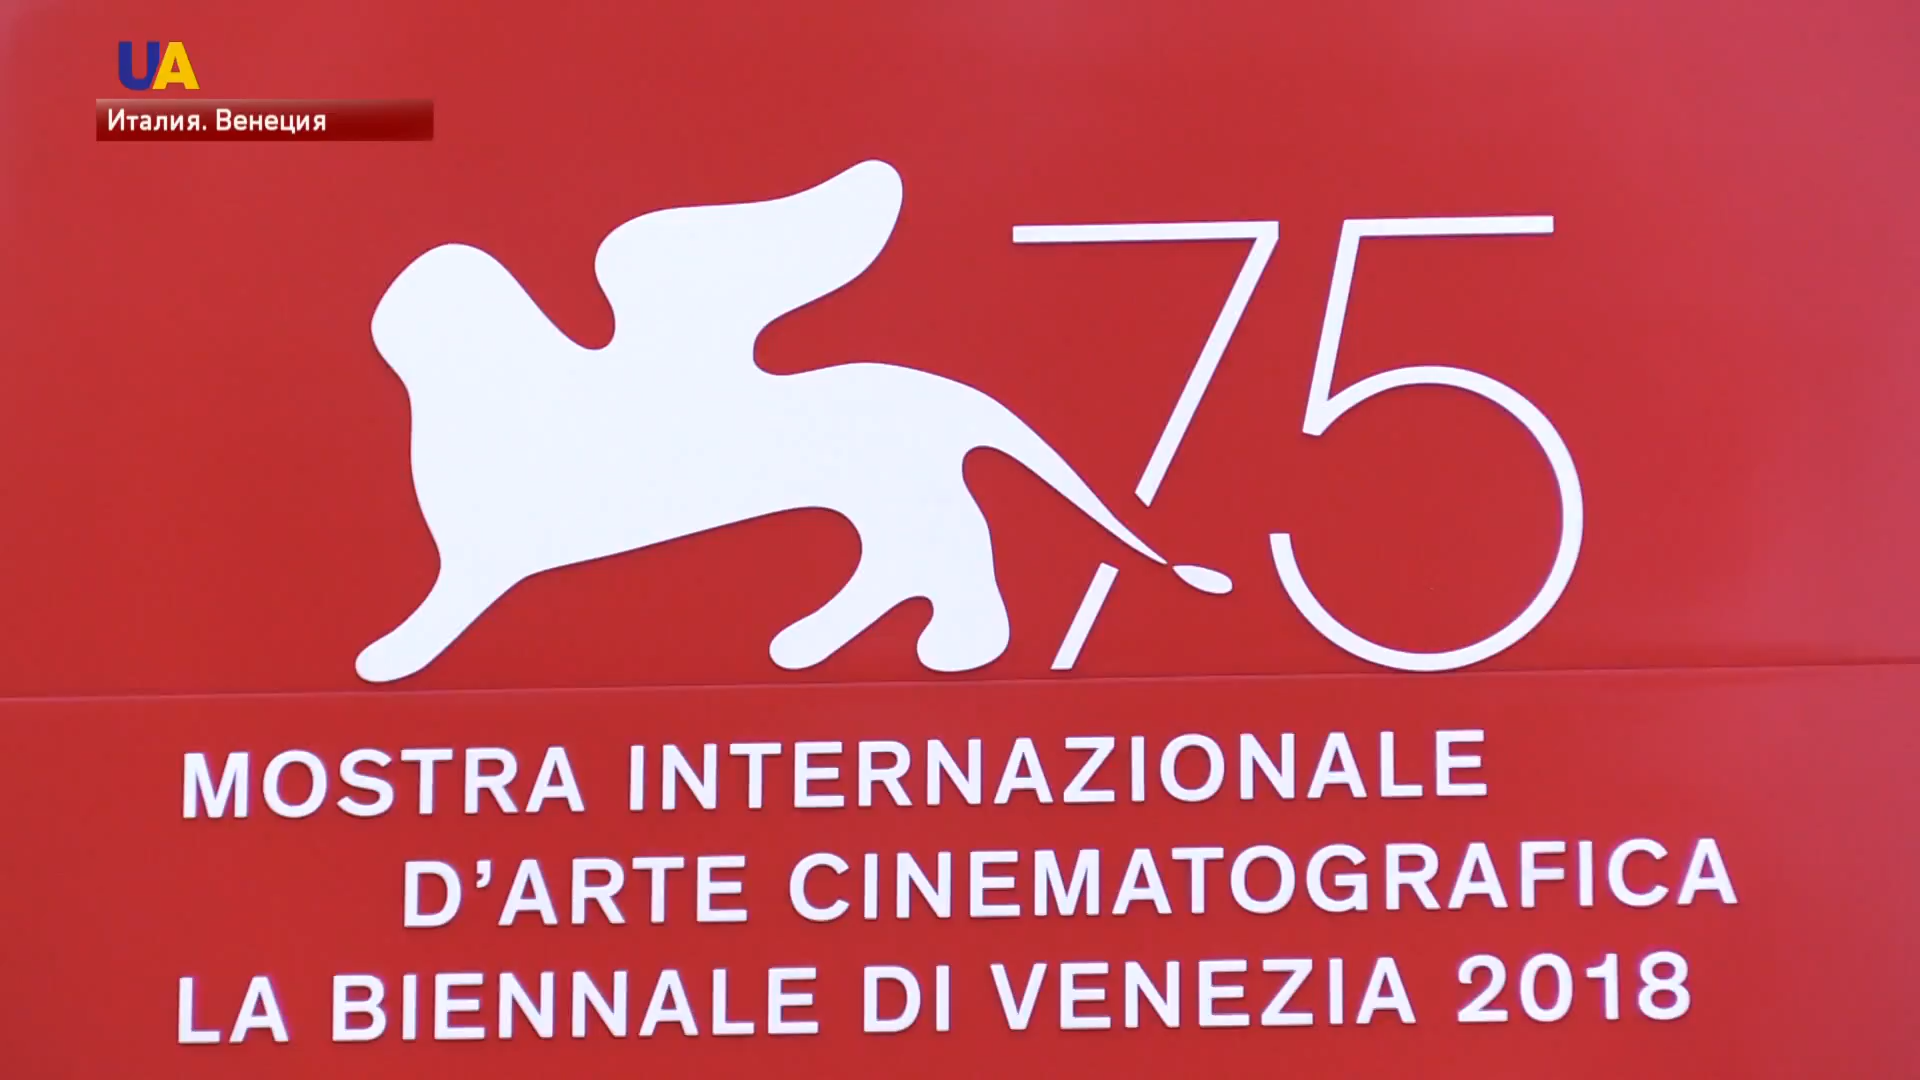 UA
Италия. Венеция
75
MOSTRA INTERNAZIONALE
D'ARTE CINEMATOGRAFICA
LA BIENNALE DI VENEZIA 2018